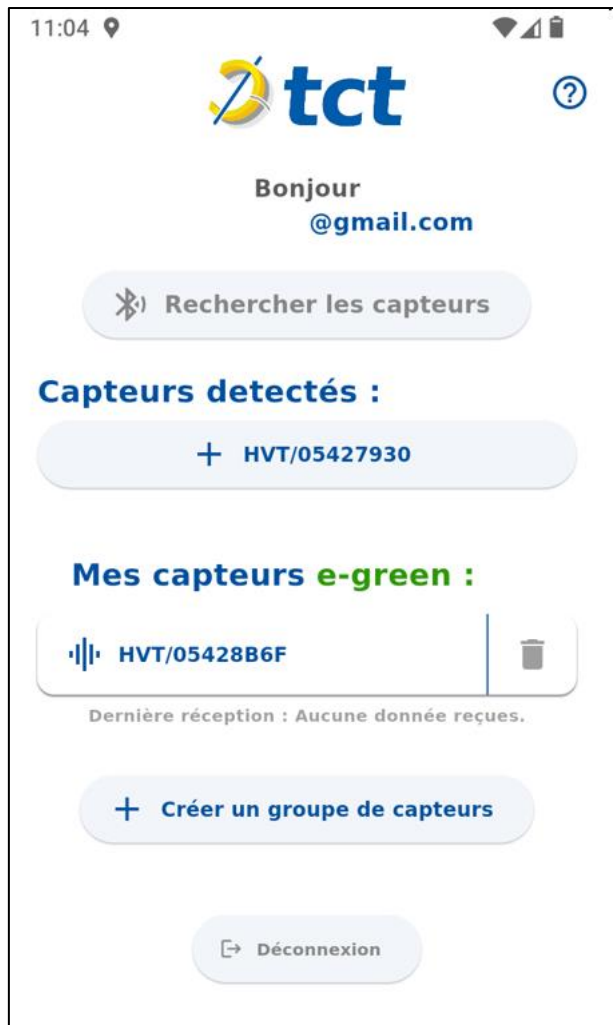 11:04
tct
Bonjour
@gmail.com
Rechercher les capteurs
Capteurs detectés :
+ HVT/05427930
Mes capteurs e-green :
HVT/05428B6F
Dernière réception : Aucune donnée reçues.
+ Créer un groupe de capteurs
Déconnexion